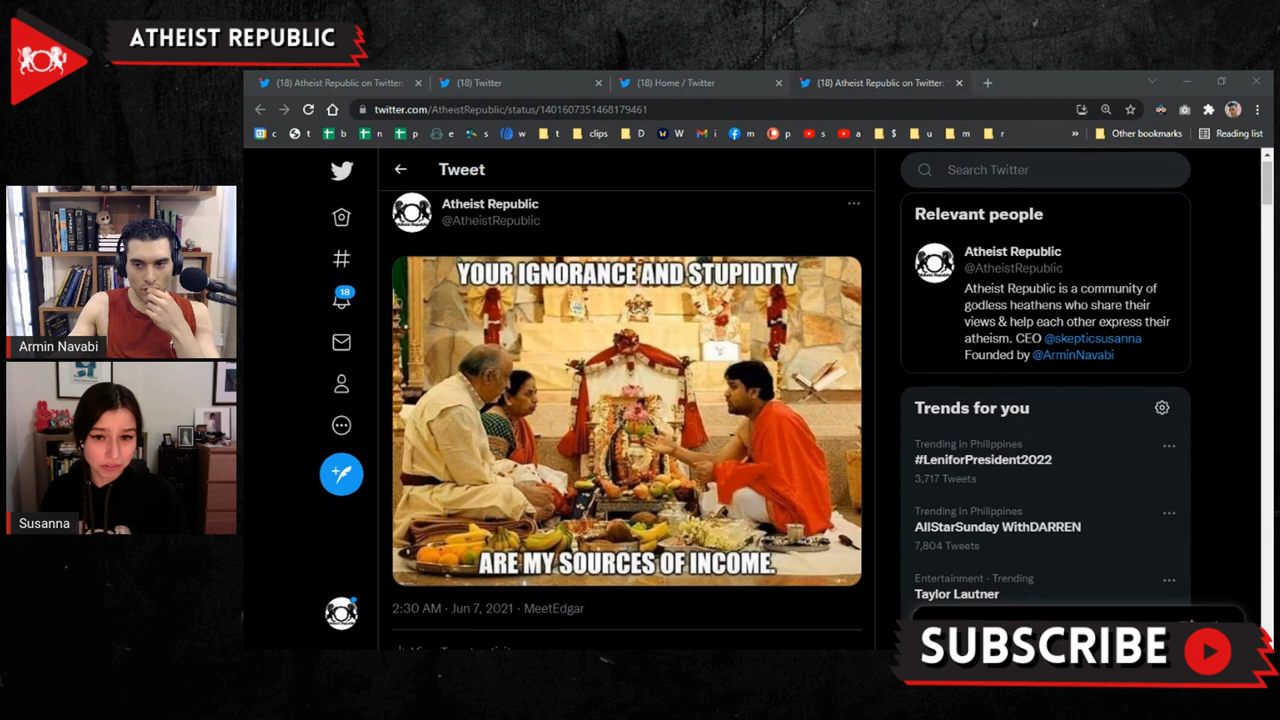 ATHEIST REPUBLIC
(18) Atheist Republic on Twitter:
(18) Twitter
(18) Home / Twitter
(18) Atheist Republic on Twitter:
twitter.com/AtheistRepublic/status/1401607351468179461
c t b n p e s w t clips D W i m p s a $ u m r » Other bookmarks Reading list
Tweet
Search Twitter
Atheist Republic
@AtheistRepublic
YOUR IGNORANCE AND STUPIDITY
ARE MY SOURCES OF INCOME.
2:30 AM · Jun 7, 2021 · MeetEdgar
18
Relevant people
Atheist Republic
@AtheistRepublic
Atheist Republic is a community of
godless heathens who share their
views & help each other express their
atheism. CEO @skepticsusanna
Founded by @ArminNavabi
Trends for you
Trending in Philippines
#LeniforPresident2022
3,717 Tweets
Trending in Philippines
AllStarSunday WithDARREN
7,804 Tweets
Entertainment · Trending
Taylor Lautner
Armin Navabi
Susanna
SUBSCRIBE